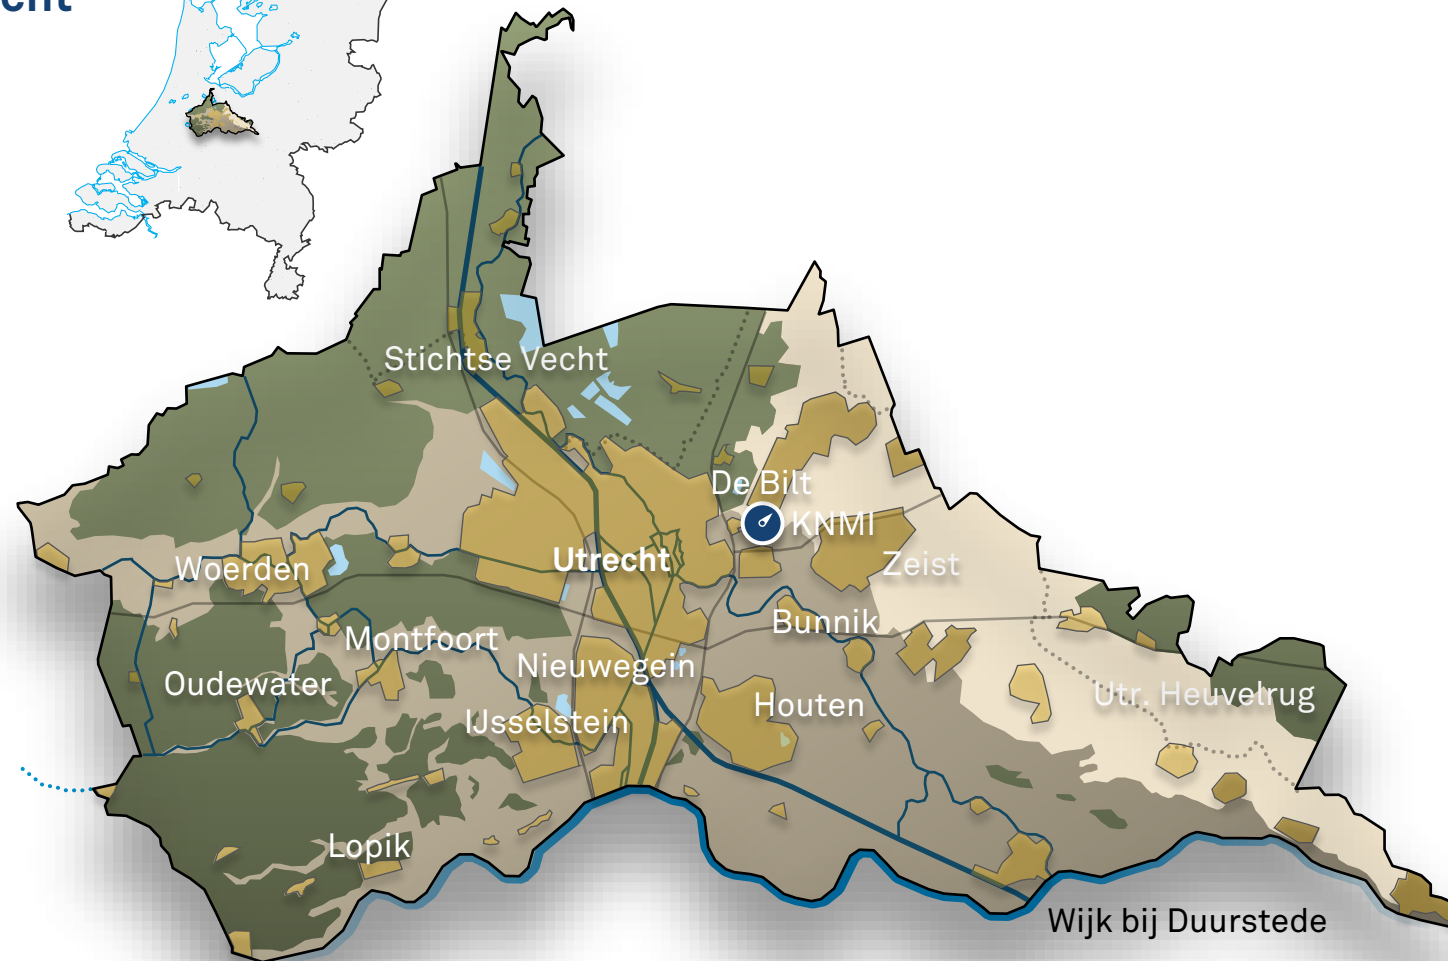 Stichtse Vecht
De Bilt
KNMI
Utrecht
Zeist
Woerden
Bunnik
Montfoort
Nieuwegein
Oudewater
Utr. Heuvelrug
Houten
IJsselstein
Lopik
Wijk bij Duurstede